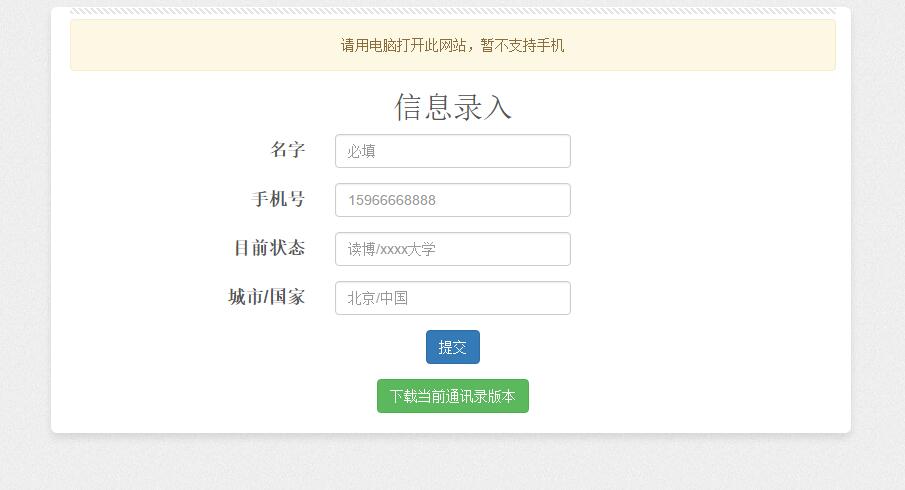 请用电脑打开此网站，暂不支持手机
信息录入
名字 必填
手机号 15966668888
目前状态 读博/xxxx大学
城市/国家 北京/中国
提交
下载当前通讯录版本